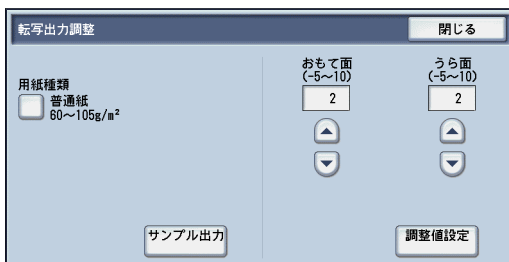 転写出力調整
閉じる
用紙種類
普通紙
60～105g/m²
おもて面
(-5～10)
2
うら面
(-5～10)
2
サンプル出力
調整値設定